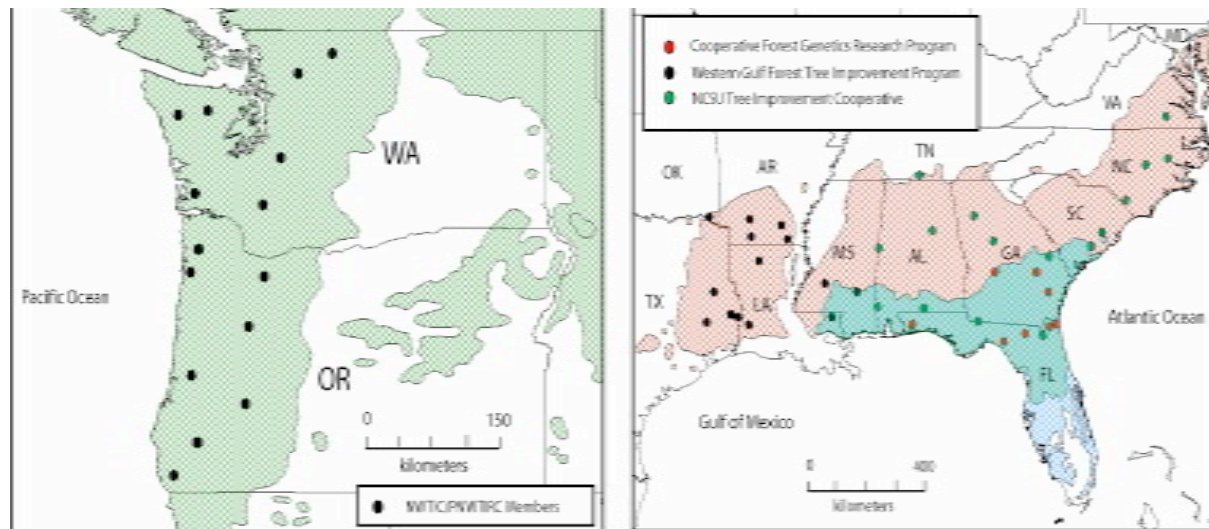 WA
OR
Pacific Ocean
0 150
kilometers
Members
Cooperative Forest Genetics Research Program
Western Gulf Forest Tree Improvement Program
NCSU Tree Improvement Cooperative
MD
VA
TN
NC
OK
AR
SC
MS
AL
GA
TX
LA
Atlantic Ocean
FL
Gulf of Mexico
0 400
kilometers